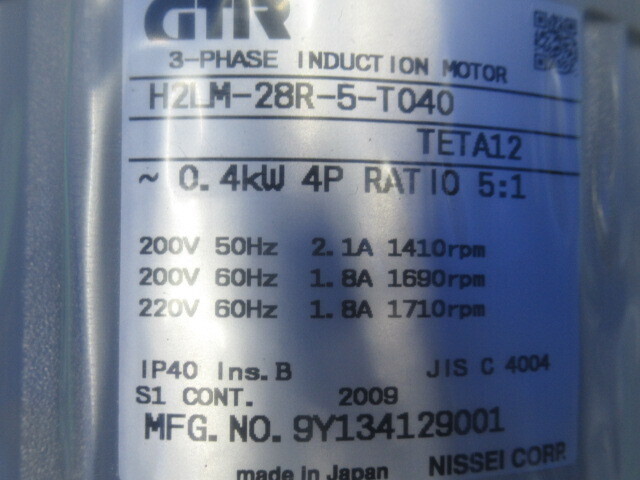 GTR
3-PHASE INDUCTION MOTOR
H2LM-28R-5-T040
TETA12
~ 0.4kW 4P RATIO 5:1
200V 50Hz 2.1A 1410rpm
200V 60Hz 1.8A 1690rpm
220V 60Hz 1.8A 1710rpm
IP40 Ins.B JIS C 4004
S1 CONT. 2009
MFG.NO. 9Y134129001
made in Japan NISSEI CORR